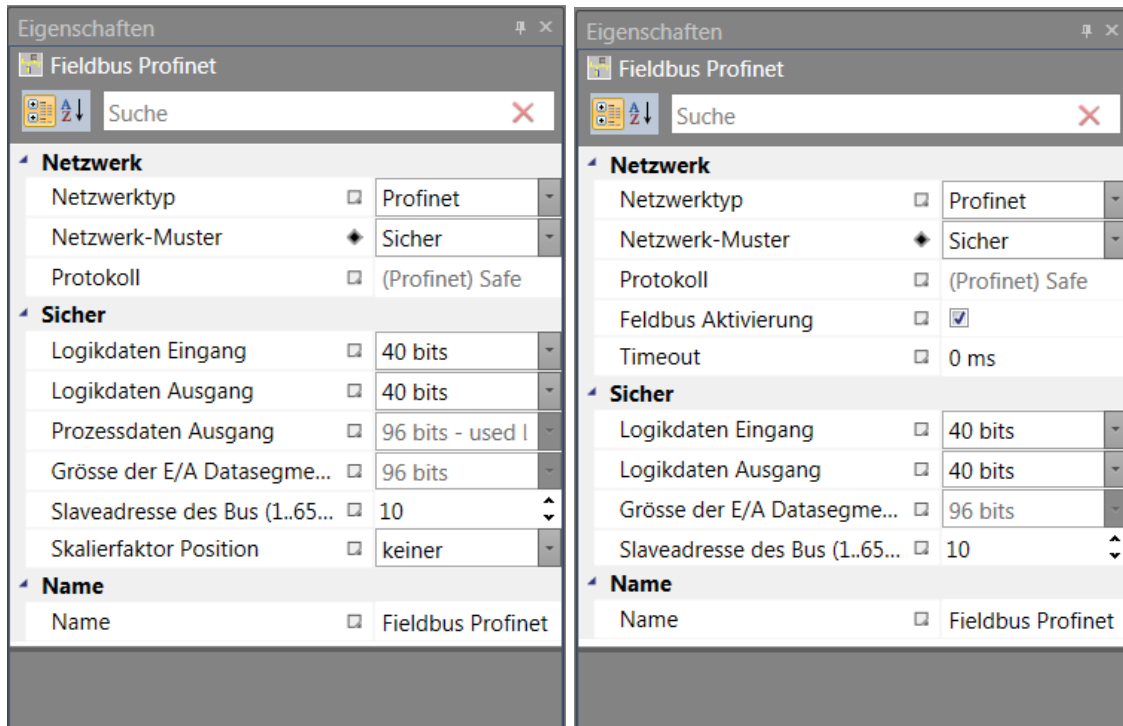 Eigenschaften
Fieldbus Profinet
Suche
Netzwerk
Netzwerktyp Profinet
Netzwerk-Muster Sicher
Protokoll (Profinet) Safe
Sicher
Logikdaten Eingang 40 bits
Logikdaten Ausgang 40 bits
Prozessdaten Ausgang 96 bits - used l
Grösse der E/A Datasegme... 96 bits
Slaveadresse des Bus (1..65... 10
Skalierfaktor Position keiner
Name
Name Fieldbus Profinet
Eigenschaften
Fieldbus Profinet
Suche
Netzwerk
Netzwerktyp Profinet
Netzwerk-Muster Sicher
Protokoll (Profinet) Safe
Feldbus Aktivierung
Timeout 0 ms
Sicher
Logikdaten Eingang 40 bits
Logikdaten Ausgang 40 bits
Grösse der E/A Datasegme... 96 bits
Slaveadresse des Bus (1..65... 10
Name
Name Fieldbus Profinet